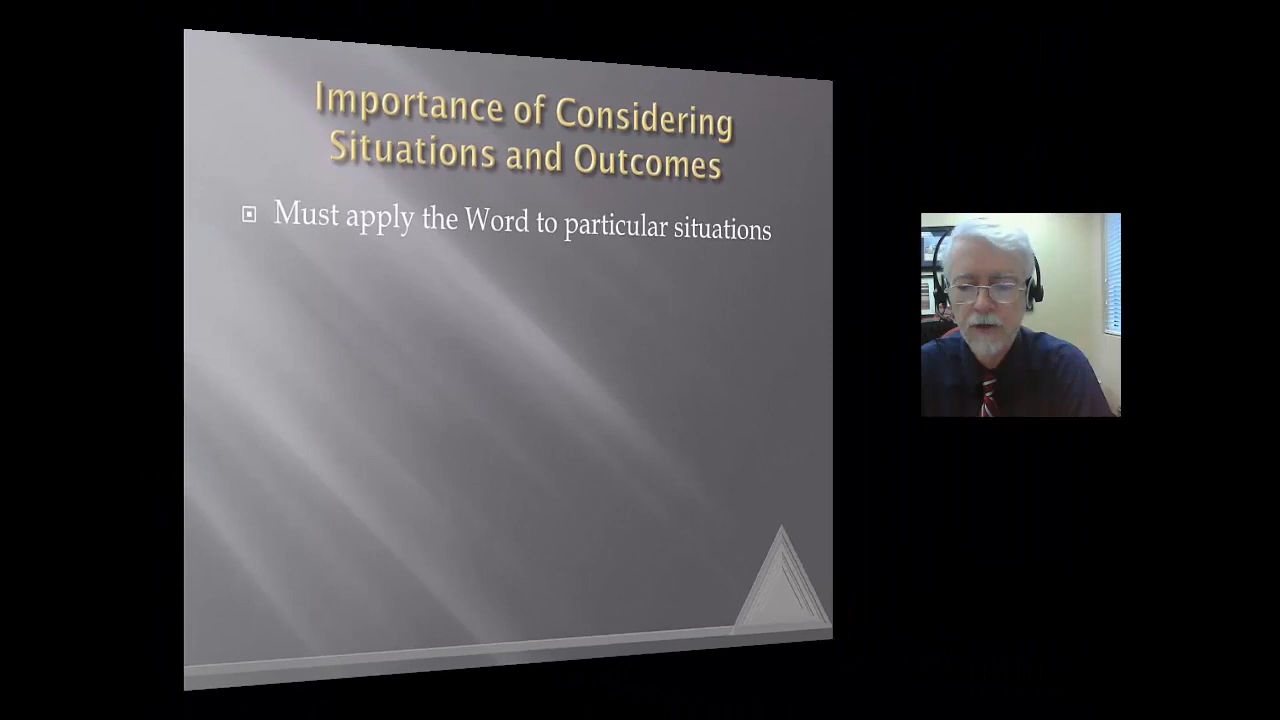 Importance of Considering
Situations and Outcomes
Must apply the Word to particular situations